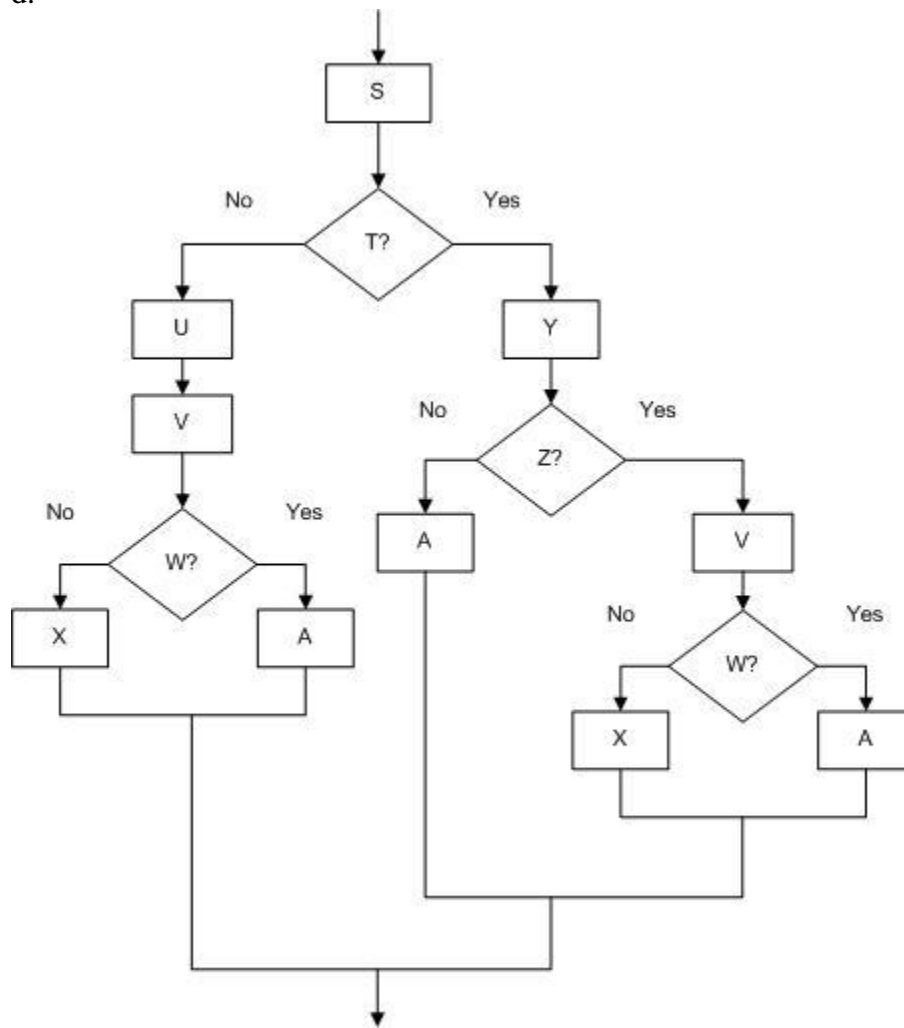 d.
S
No
Yes
T?
U
Y
V
No
Yes
Z?
No
Yes
W?
A
V
X
A
No
Yes
W?
X
A